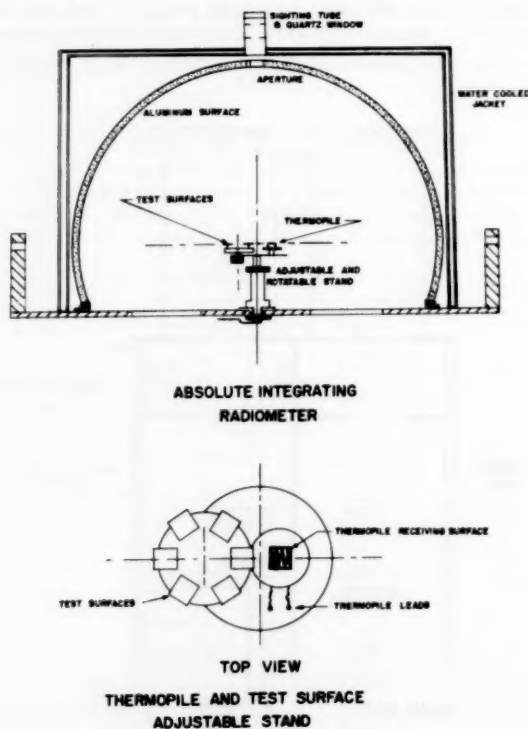 SIGHTING TUBE
& QUARTZ WINDOW
APERTURE
WATER COOLED
JACKET
ALUMINUM SURFACE
TEST SURFACES
THERMOPILE
ADJUSTABLE AND
ROTATABLE STAND
ABSOLUTE INTEGRATING
RADIOMETER
THERMOPILE RECEIVING SURFACE
TEST SURFACES
THERMOPILE LEADS
TOP VIEW
THERMOPILE AND TEST SURFACE
ADJUSTABLE STAND